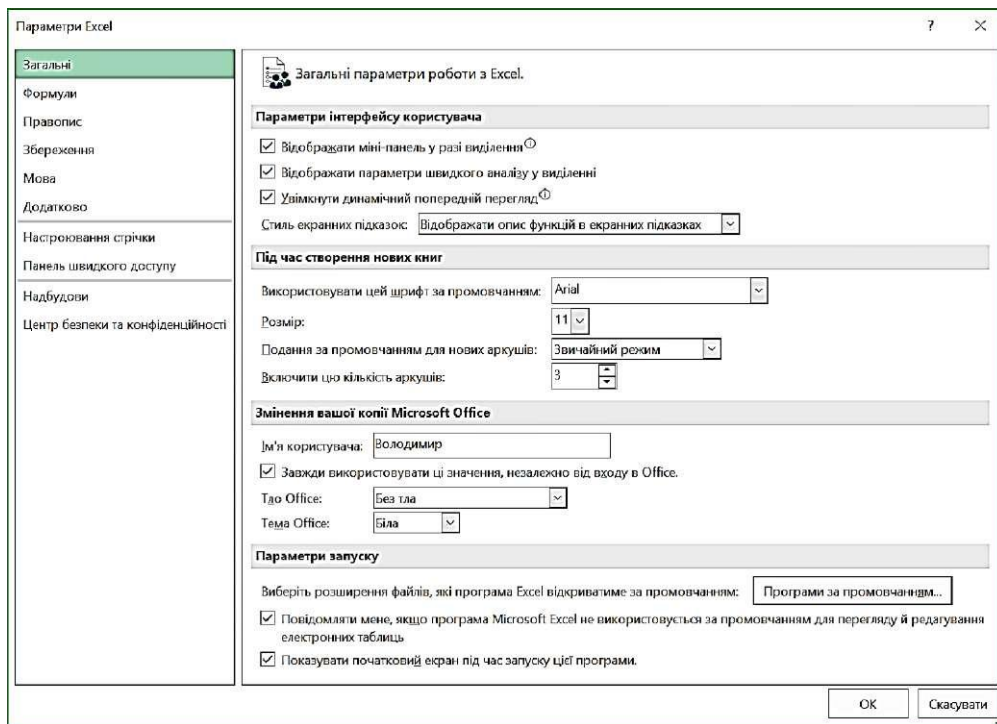 Параметри Excel
Загальні
Формули
Правопис
Збереження
Мова
Додатково
Настроювання стрічки
Панель швидкого доступу
Надбудови
Центр безпеки та конфіденційності
Загальні параметри роботи з Excel.
Параметри інтерфейсу користувача
Відображати міні-панель у разі виділення
Відображати параметри швидкого аналізу у виділенні
Увімкнути динамічний попередній перегляд
Стиль екранних підказок: Відображати опис функцій в екранних підказках
Під час створення нових книг
Використовувати цей шрифт за промовчанням: Arial
Розмір: 11
Подання за промовчанням для нових аркушів: Звичайний режим
Включити цю кількість аркушів: 3
Змінення вашої копії Microsoft Office
Ім'я користувача: Володимир
Завжди використовувати ці значення, незалежно від входу в Office.
Тло Office: Без тла
Тема Office: Біла
Параметри запуску
Виберіть розширення файлів, які програма Excel відкриватиме за промовчанням: Програми за промовчанням...
Повідомляти мене, якщо програма Microsoft Excel не використовується за промовчанням для перегляду й редагування
електронних таблиць
Показувати початковий екран під час запуску цієї програми.
ОК Скасувати